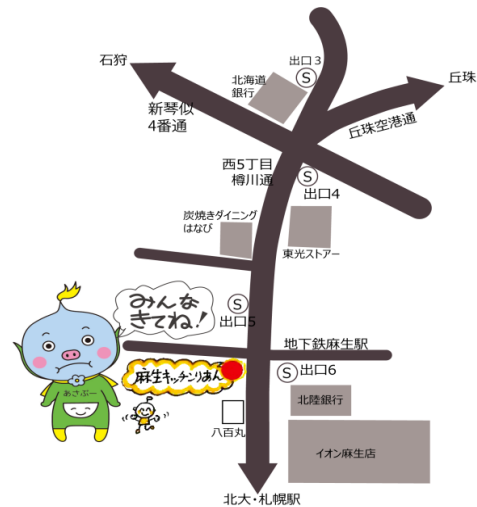 出口3
Ⓢ
石狩
北海道
銀行
丘珠
新琴似
4番通
丘珠空港通
西5丁目
樽川通
Ⓢ
出口4
炭焼きダイニング
はなび
東光ストアー
みんな
きてね!
Ⓢ
出口5
地下鉄麻生駅
麻生キッチンりあん
Ⓢ出口6
あさぶー
北陸銀行
八百丸
イオン麻生店
北大・札幌駅